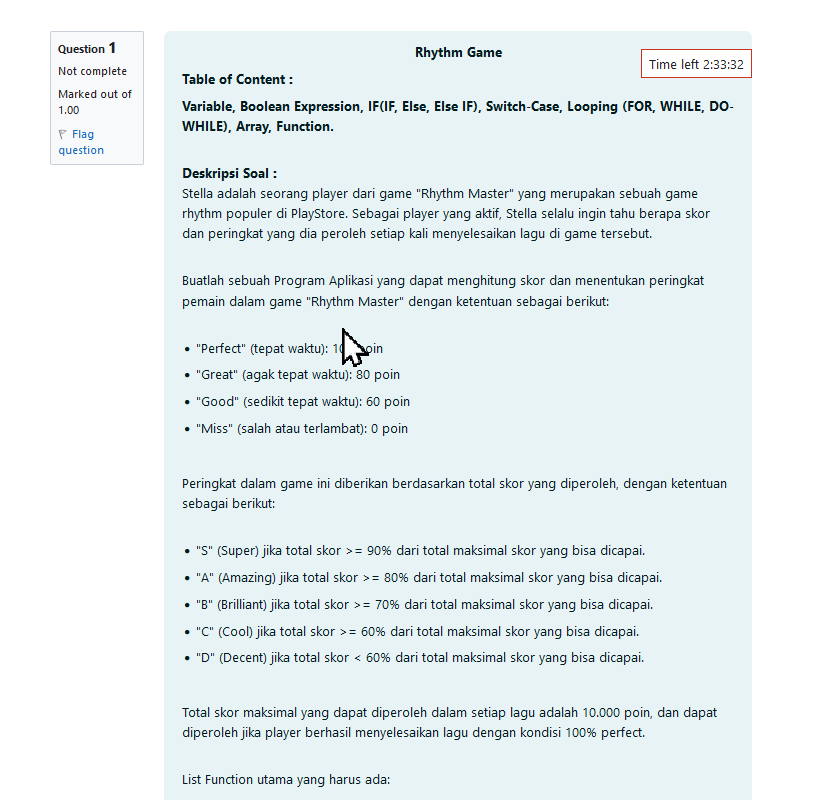 Question 1
Not complete
Marked out of
1.00
Flag
question
Rhythm Game
Time left 2:33:32
Table of Content :
Variable, Boolean Expression, IF(IF, Else, Else IF), Switch-Case, Looping (FOR, WHILE, DO-
WHILE), Array, Function.
Deskripsi Soal :
Stella adalah seorang player dari game "Rhythm Master" yang merupakan sebuah game
rhythm populer di PlayStore. Sebagai player yang aktif, Stella selalu ingin tahu berapa skor
dan peringkat yang dia peroleh setiap kali menyelesaikan lagu di game tersebut.
Buatlah sebuah Program Aplikasi yang dapat menghitung skor dan menentukan peringkat
pemain dalam game "Rhythm Master" dengan ketentuan sebagai berikut:
• "Perfect" (tepat waktu):
• "Great" (agak tepat waktu): 80 poin
• "Good" (sedikit tepat waktu): 60 poin
• "Miss" (salah atau terlambat): 0 poin
Peringkat dalam game ini diberikan berdasarkan total skor yang diperoleh, dengan ketentuan
sebagai berikut:
• "S" (Super) jika total skor >= 90% dari total maksimal skor yang bisa dicapai.
• "A" (Amazing) jika total skor >= 80% dari total maksimal skor yang bisa dicapai.
• "B" (Brilliant) jika total skor >= 70% dari total maksimal skor yang bisa dicapai.
• "C" (Cool) jika total skor >= 60% dari total maksimal skor yang bisa dicapai.
• "D" (Decent) jika total skor < 60% dari total maksimal skor yang bisa dicapai.
Total skor maksimal yang dapat diperoleh dalam setiap lagu adalah 10.000 poin, dan dapat
diperoleh jika player berhasil menyelesaikan lagu dengan kondisi 100% perfect.
List Function utama yang harus ada: